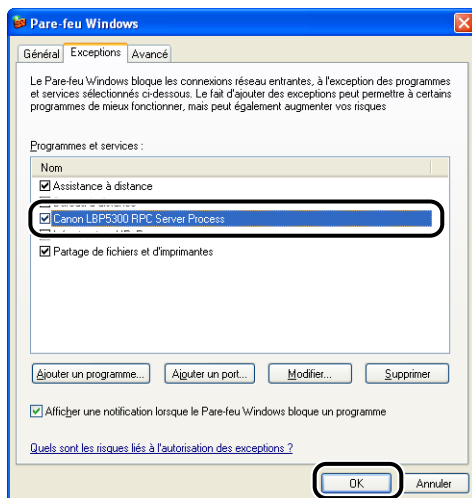 Pare-feu Windows
Général Exceptions Avancé
Le Pare-feu Windows bloque les connexions réseau entrantes, à l'exception des programmes
et services sélectionnés ci-dessous. Le fait d'ajouter des exceptions peut permettre à certains
programmes de mieux fonctionner, mais peut également augmenter vos risques
Programmes et services :
Nom
Assistance à distance
Canon LBP5300 RPC Server Process
Partage de fichiers et d'imprimantes
Ajouter un programme... Ajouter un port... Modifier... Supprimer
Afficher une notification lorsque le Pare-feu Windows bloque un programme
Quels sont les risques liés à l'autorisation des exceptions ?
OK Annuler